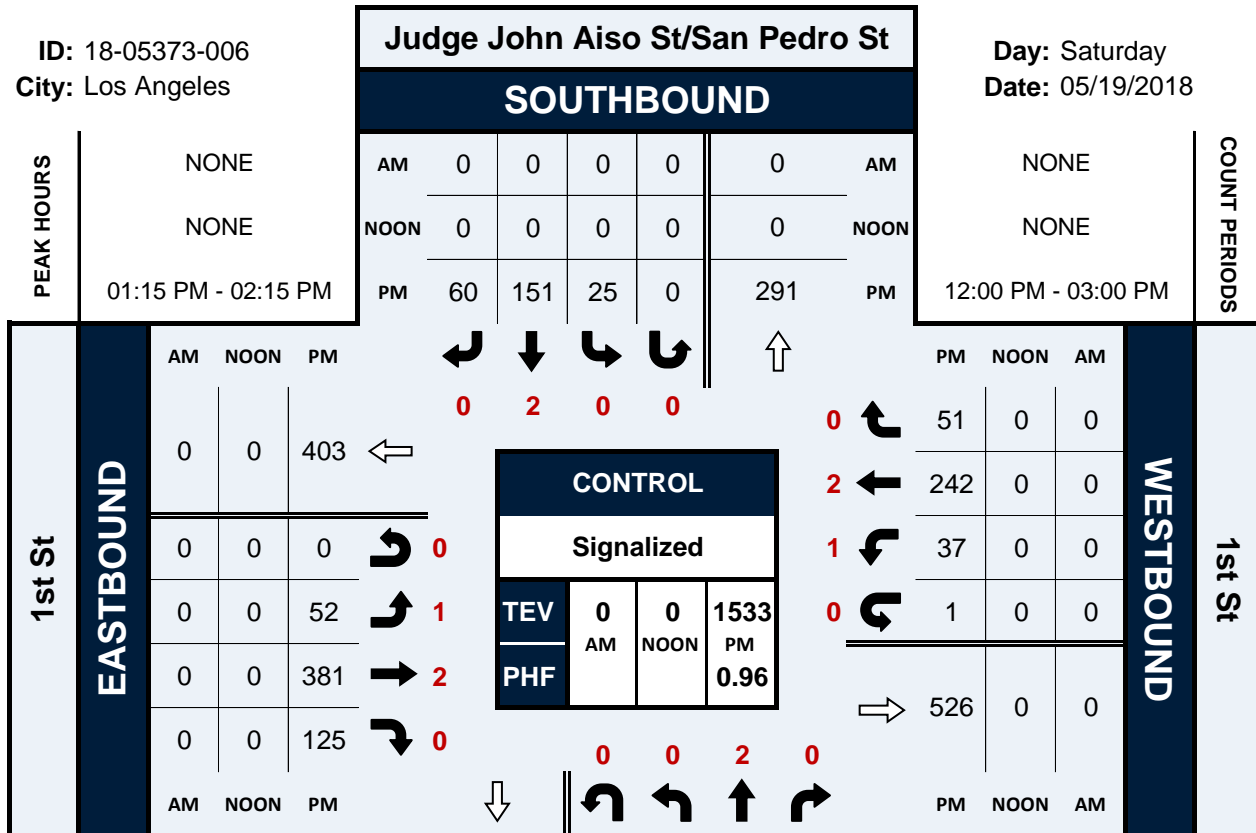 Judge John Aiso St/San Pedro St
ID: 18-05373-006
Day: Saturday
City: Los Angeles
Date: 05/19/2018
SOUTHBOUND
PEAK HOURS
NONE
AM 0 0 0 0 0 AM
NONE
COUNT PERIODS
NONE
NOON 0 0 0 0 0 NOON
NONE
01:15 PM - 02:15 PM
PM 60 151 25 0 291 PM
12:00 PM - 03:00 PM
AM NOON PM
PM NOON AM
0 2 0 0
0 51 0 0
0 0 403
CONTROL
2 242 0 0
1st St
EASTBOUND
0 0 0 0
Signalized
1 37 0 0
WESTBOUND
1st St
0 0 52 1
TEV 0 0 1533
AM NOON PM
0 1 0 0
0 0 381 2
PHF 0.96
526 0 0
0 0 125 0
0 0 2 0
AM NOON PM
PM NOON AM